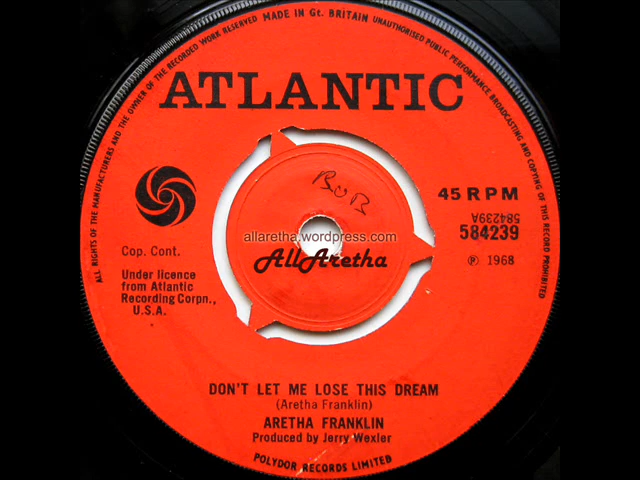 ALL RIGHTS OF THE MANUFACTURERS AND THE OWNER OF THE RECORDED WORK RESERVED MADE IN Gt. BRITAIN UNAUTHORISED PUBLIC PERFORMANCE BROADCASTING AND COPYING OF THIS RECORD PROHIBITED
ATLANTIC
BOB
45 RPM
584239A
584239
℗ 1968
allaretha.wordpress.com
AllAretha
Cop. Cont.
Under licence
from Atlantic
Recording Corpn.,
U.S.A.
DON'T LET ME LOSE THIS DREAM
(Aretha Franklin)
ARETHA FRANKLIN
Produced by Jerry Wexler
POLYDOR RECORDS LIMITED